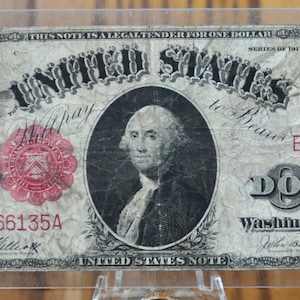 THIS NOTE IS A LEGAL TENDER FOR ONE DOLLAR
SERIES OF 191
UNITED STATES
Will pay to Bearer
66135A
DO
Washin
UNITED STATES NOTE